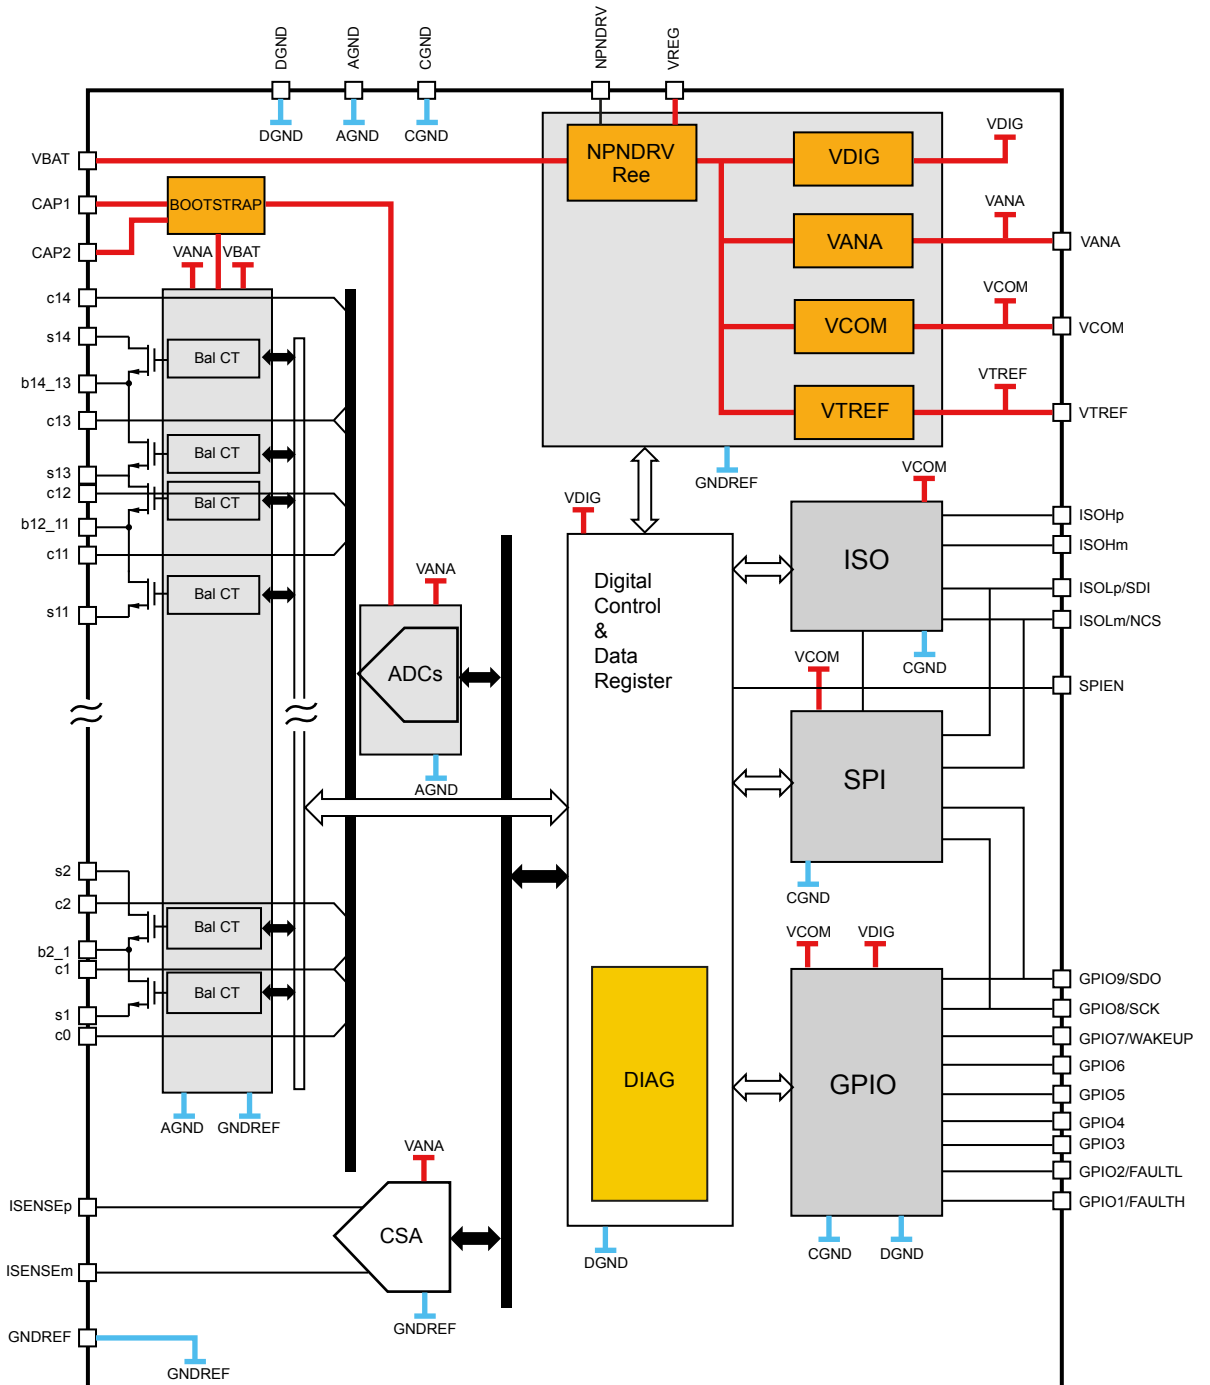 DGND
AGND
CGND
NPNDRV
VREG
DGND
AGND
CGND
VBAT
CAP1
CAP2
BOOTSTRAP
VANA
VBAT
NPNDRV
Ree
VDIG
VANA
VCOM
VTREF
VDIG
VANA
VCOM
VTREF
GNDREF
VANA
VCOM
VTREF
c14
s14
b14_13
c13
s13
c12
b12_11
c11
s11
Bal CT
Bal CT
Bal CT
Bal CT
s2
c2
b2_1
c1
s1
c0
Bal CT
Bal CT
AGND
GNDREF
VANA
ADCs
AGND
VDIG
Digital
Control
&
Data
Register
DIAG
DGND
VCOM
ISO
CGND
VCOM
SPI
CGND
VCOM
VDIG
GPIO
CGND
DGND
ISOHp
ISOHm
ISOLp/SDI
ISOLm/NCS
SPIEN
GPIO9/SDO
GPIO8/SCK
GPIO7/WAKEUP
GPIO6
GPIO5
GPIO4
GPIO3
GPIO2/FAULTL
GPIO1/FAULTH
ISENSEp
ISENSEm
VANA
CSA
GNDREF
GNDREF
GNDREF